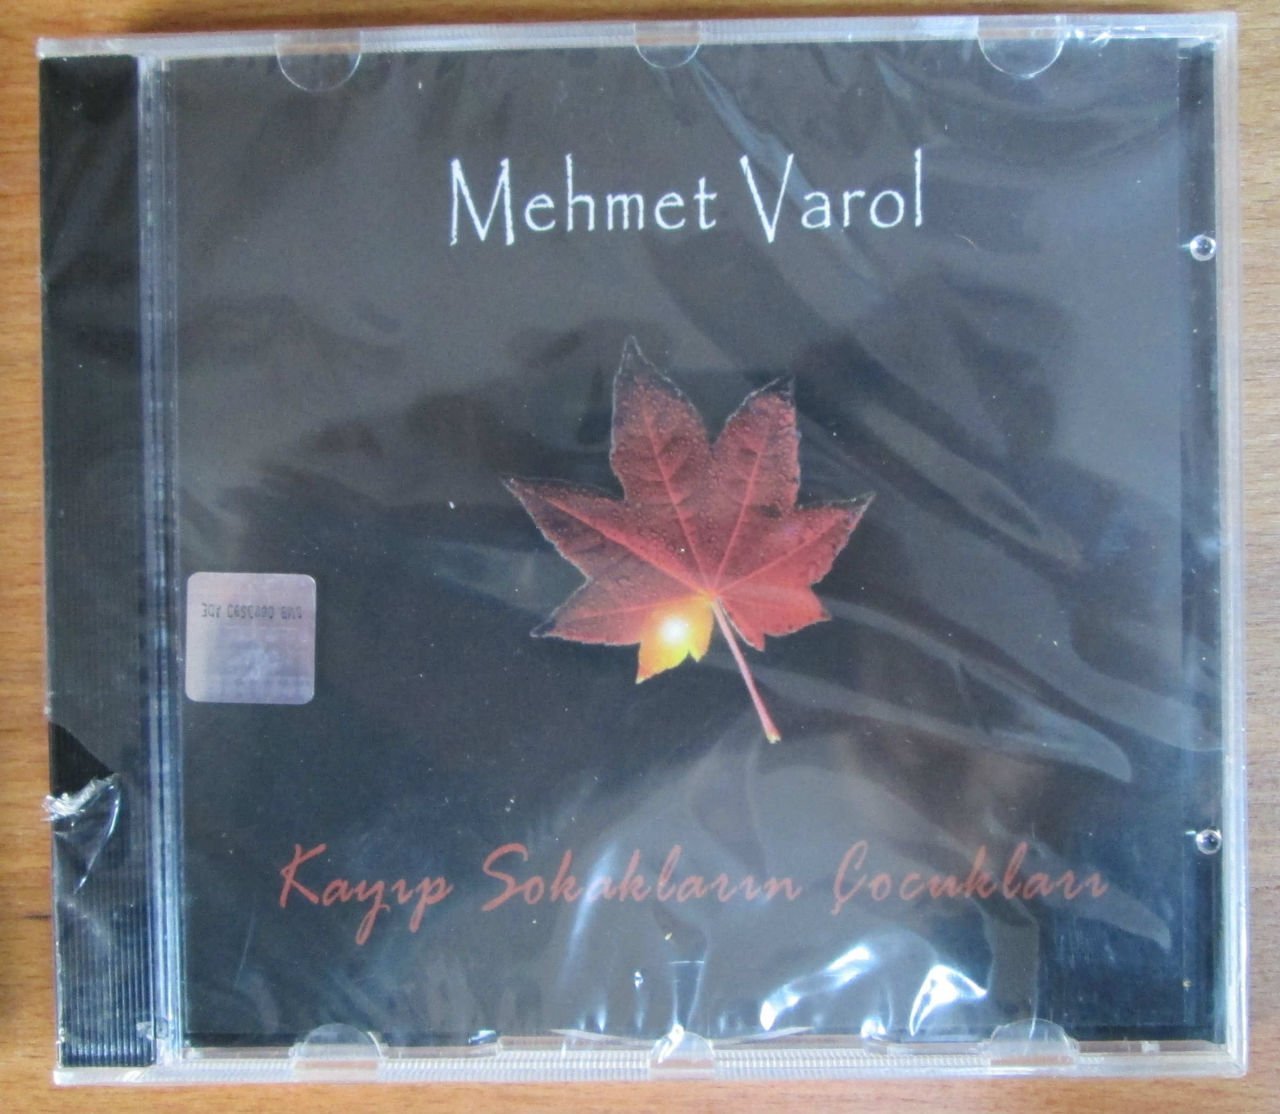 Mehmet Varol
Kayıp Sokakların Çocukları